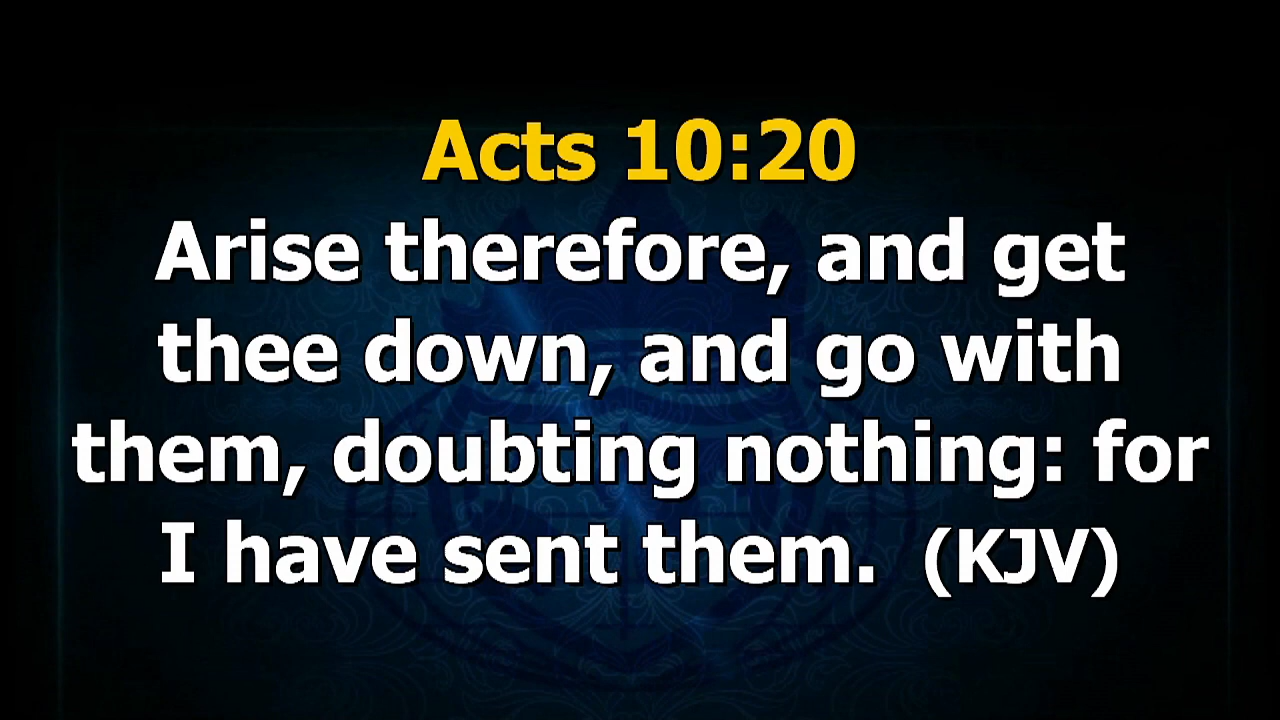 Acts 10:20
Arise therefore, and get
thee down, and go with
them, doubting nothing: for
I have sent them. (KJV)